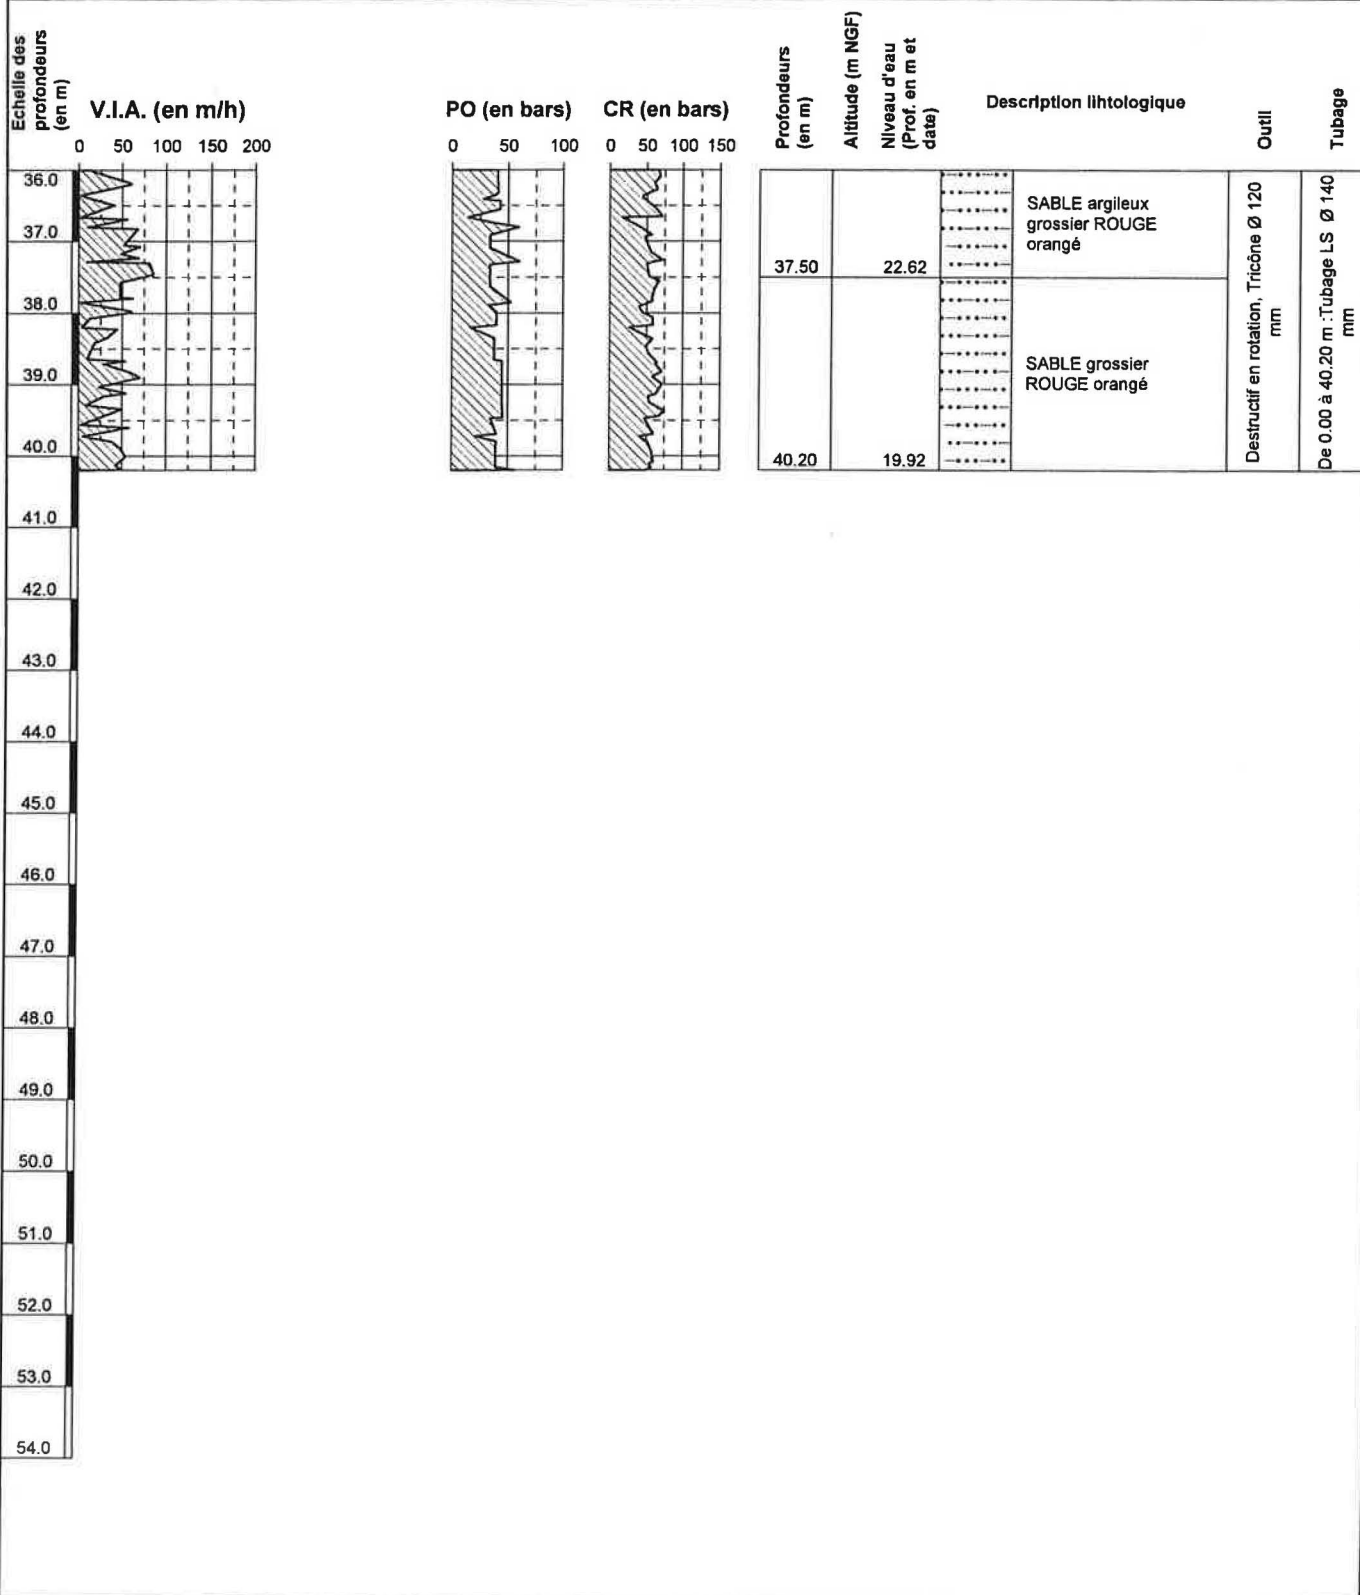 Echelle des
profondeurs
(en m)
V.I.A. (en m/h)
0 50 100 150 200
PO (en bars)
0 50 100
CR (en bars)
0 50 100 150
Profondeurs
(en m)
Altitude (m NGF)
Niveau d'eau
(Prof. en m et
date)
Description lihtologique
Outil
Tubage
36.0
37.0
38.0
39.0
40.0
41.0
42.0
43.0
44.0
45.0
46.0
47.0
48.0
49.0
50.0
51.0
52.0
53.0
54.0
37.50 22.62
SABLE argileux
grossier ROUGE
orangé
40.20 19.92
SABLE grossier
ROUGE orangé
Destructif en rotation, Tricône Ø 120
mm
De 0.00 à 40.20 m :Tubage LS Ø 140
mm